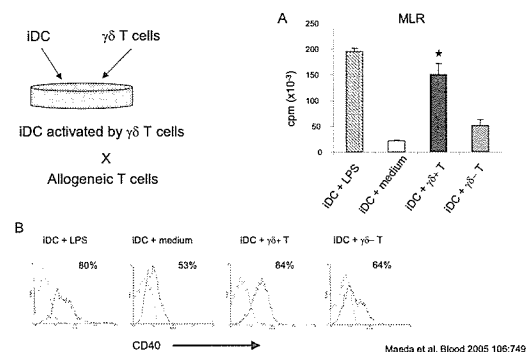 iDC γδ T cells
iDC activated by γδ T cells
X
Allogeneic T cells
A MLR
cpm (x10⁻³)
250
200
150
100
50
0
★
iDC + LPS
iDC + medium
iDC + γδ+ T
iDC + γδ− T
B
iDC + LPS iDC + medium iDC + γδ+ T iDC + γδ− T
80% 53% 84% 64%
CD40
Maeda et al. Blood 2005 106:749